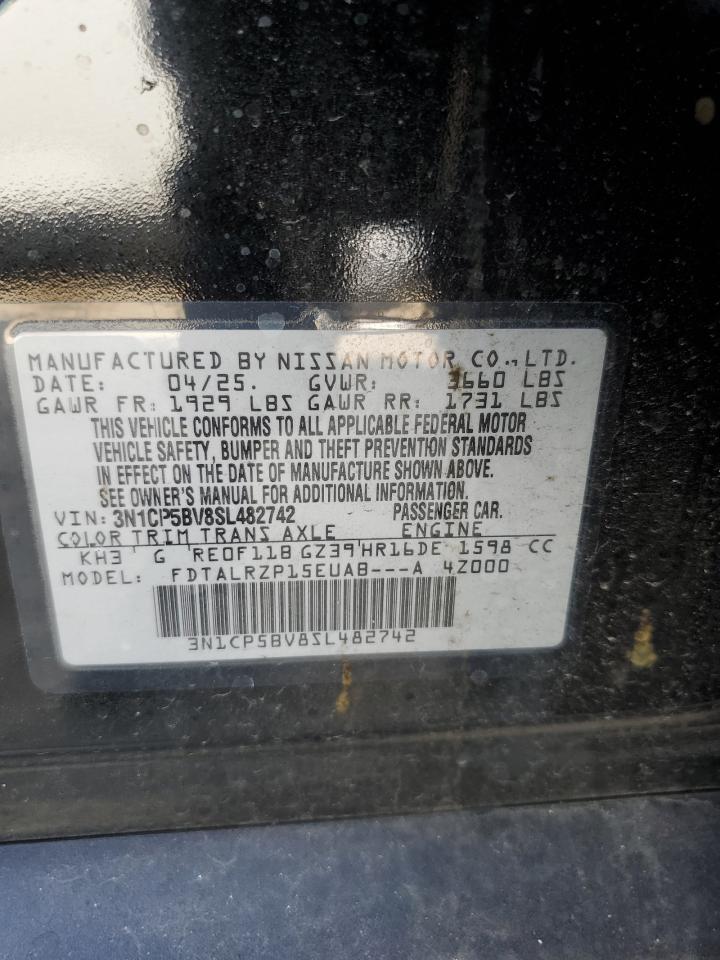 MANUFACTURED BY NISSAN MOTOR CO., LTD.
DATE: 04/25. GVWR: 3660 LBS
GAWR FR: 1929 LBS GAWR RR: 1731 LBS
THIS VEHICLE CONFORMS TO ALL APPLICABLE FEDERAL MOTOR
VEHICLE SAFETY, BUMPER AND THEFT PREVENTION STANDARDS
IN EFFECT ON THE DATE OF MANUFACTURE SHOWN ABOVE.
SEE OWNER'S MANUAL FOR ADDITIONAL INFORMATION.
VIN: 3N1CP5BV8SL482742 PASSENGER CAR.
COLOR TRIM TRANS AXLE ENGINE
KH3 G RE0F11B GZ39 HR16DE 1598 CC
MODEL: FDTALRZP15EUAB---A 4Z000
3N1CP5BV8SL482742